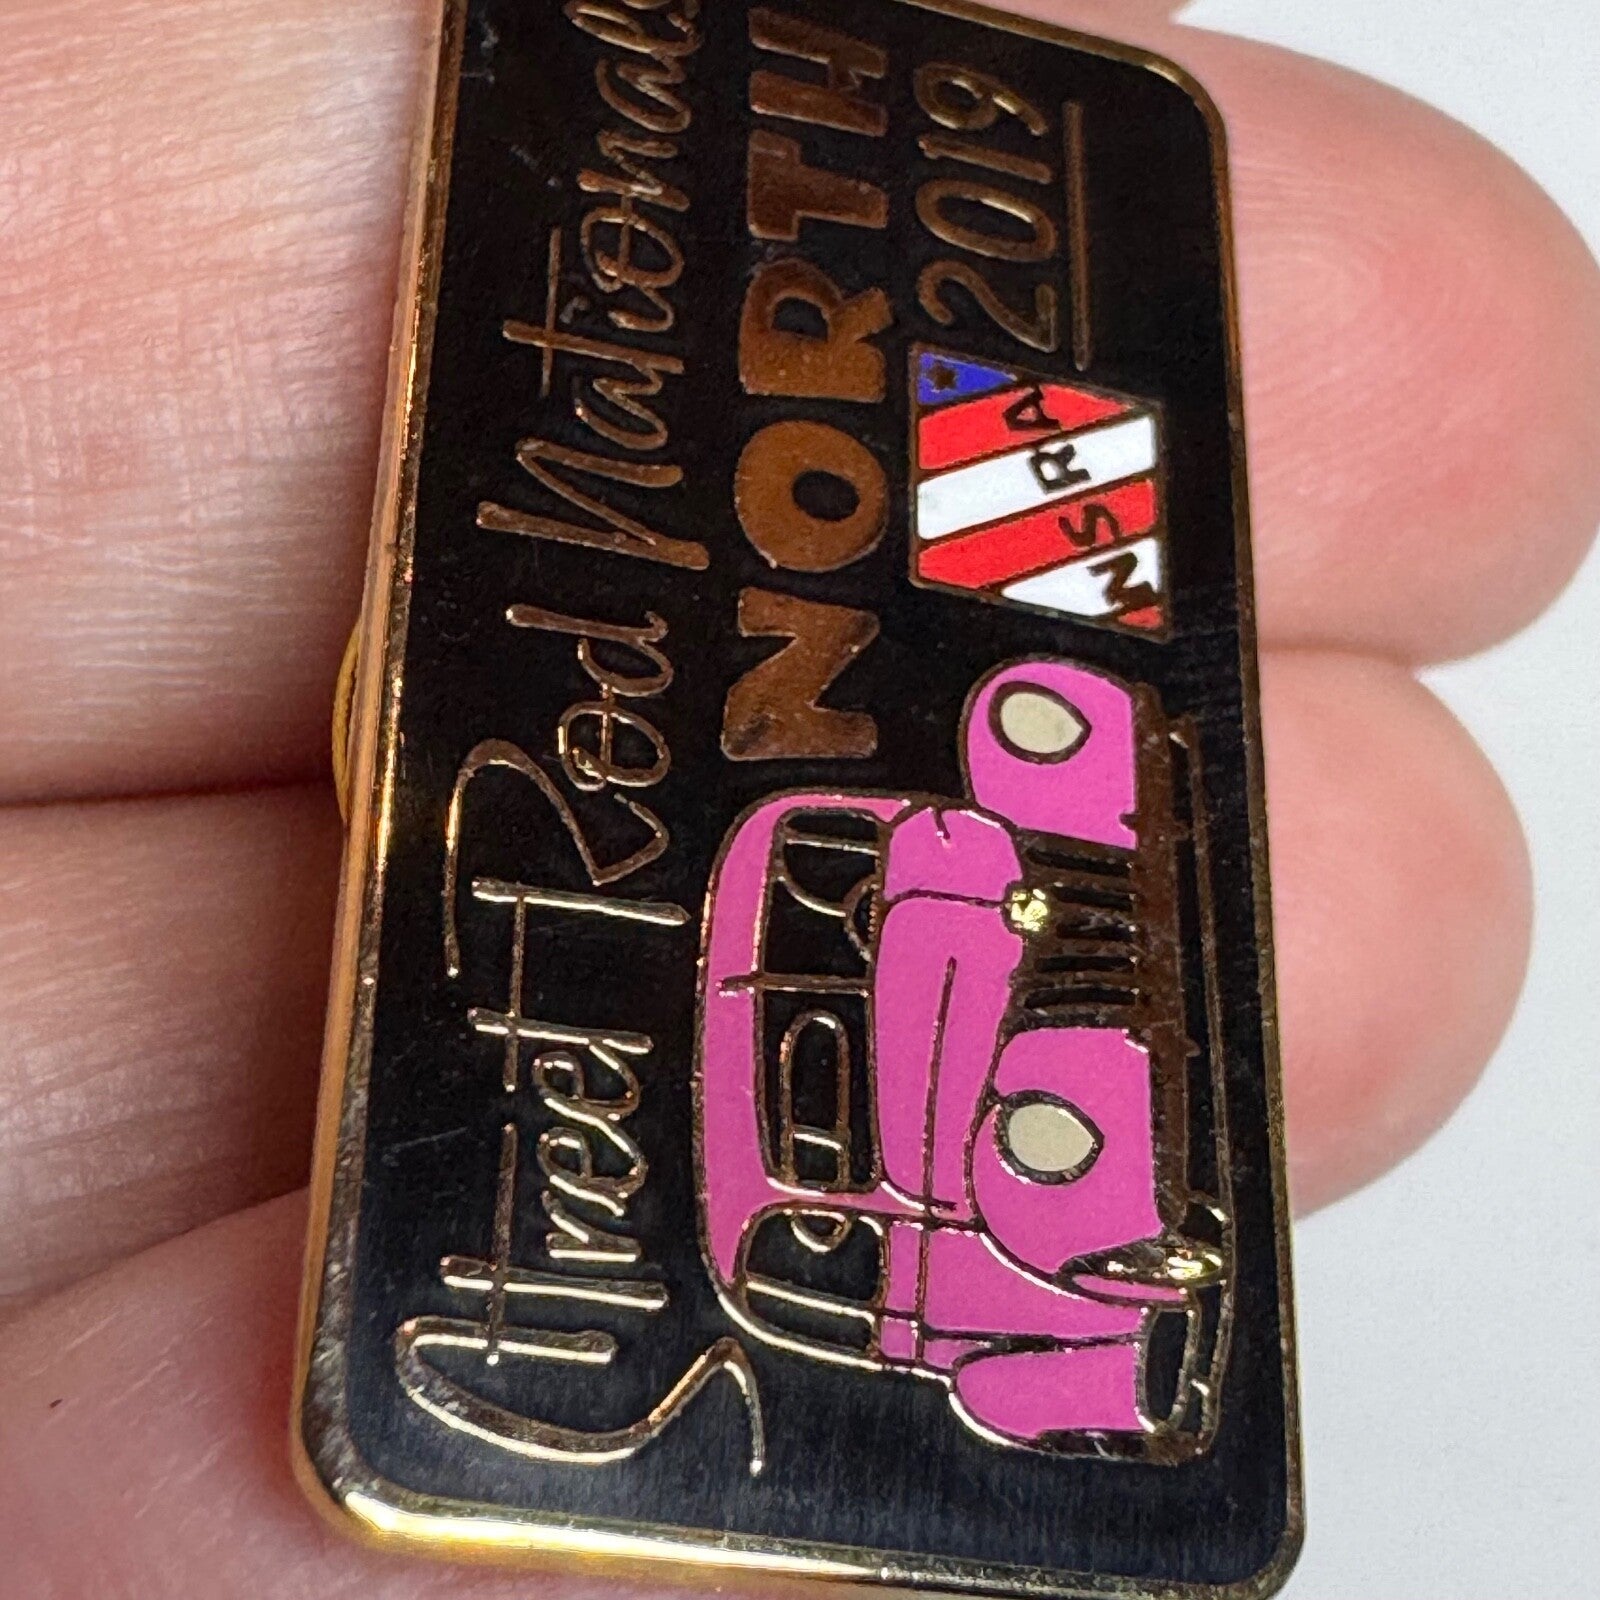 Street Rod Nationals
NORTH
2019
NSRA